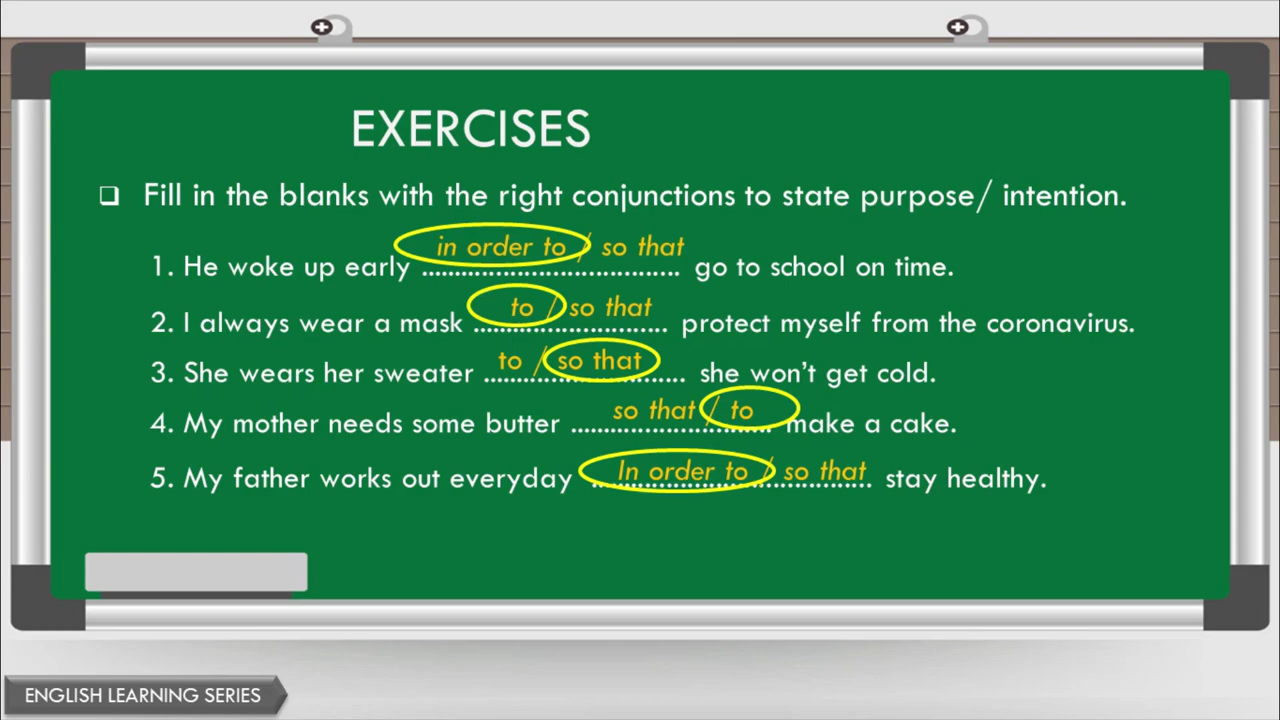 EXERCISES
❑ Fill in the blanks with the right conjunctions to state purpose/ intention.
in order to / so that
1. He woke up early ........................................ go to school on time.
to / so that
2. I always wear a mask .............................. protect myself from the coronavirus.
to / so that
3. She wears her sweater ............................... she won't get cold.
so that / to
4. My mother needs some butter ............................... make a cake.
In order to / so that
5. My father works out everyday ........................................... stay healthy.
ENGLISH LEARNING SERIES